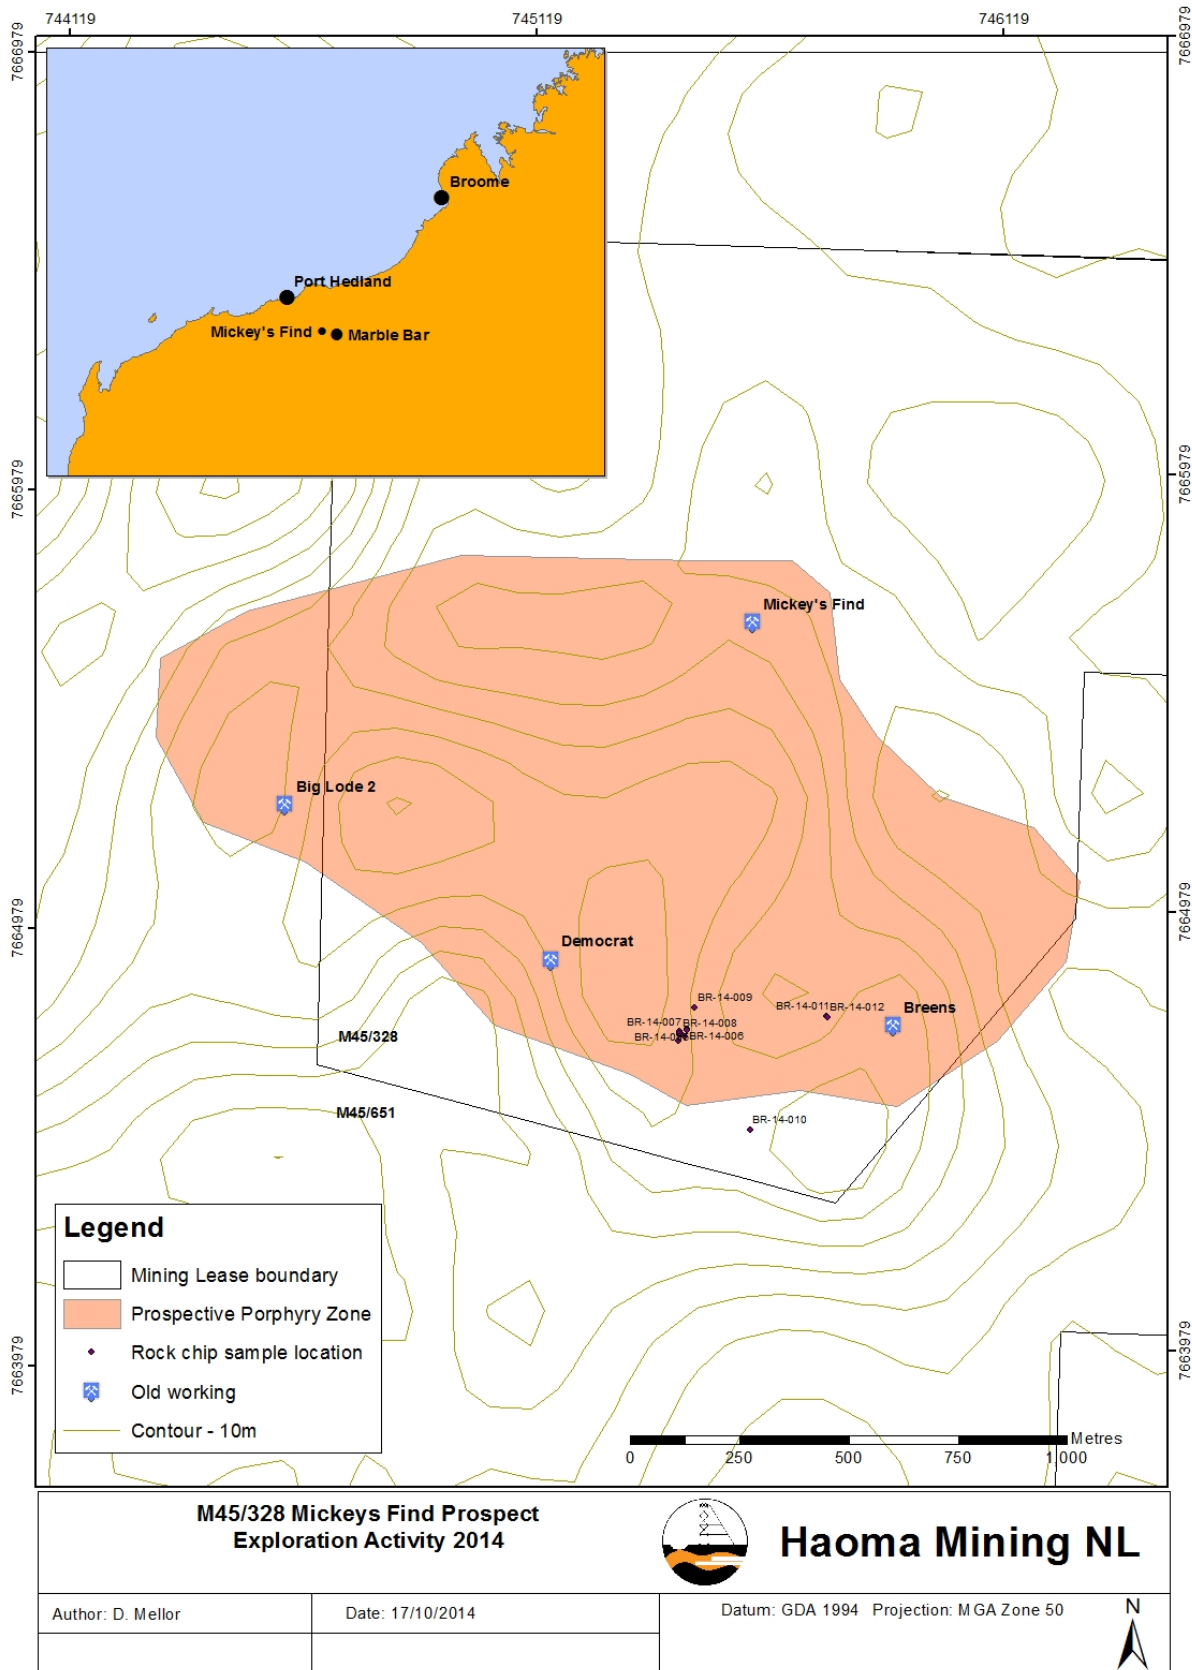 744119
745119
746119
7666979
7666979
Broome
Port Hedland
Mickey's Find
Marble Bar
7665979
7665979
Mickey's Find
Big Lode 2
7664979
7664979
Democrat
BR-14-009
BR-14-011
BR-14-012
Breens
BR-14-007
BR-14-008
BR-14-006
M45/328
M45/651
BR-14-010
Legend
Mining Lease boundary
Prospective Porphyry Zone
Rock chip sample location
Old working
Contour - 10m
7663979
7663979
Metres
0 250 500 750 1,000
M45/328 Mickeys Find Prospect
Exploration Activity 2014
Haoma Mining NL
Author: D. Mellor
Date: 17/10/2014
Datum: GDA 1994 Projection: MGA Zone 50
N